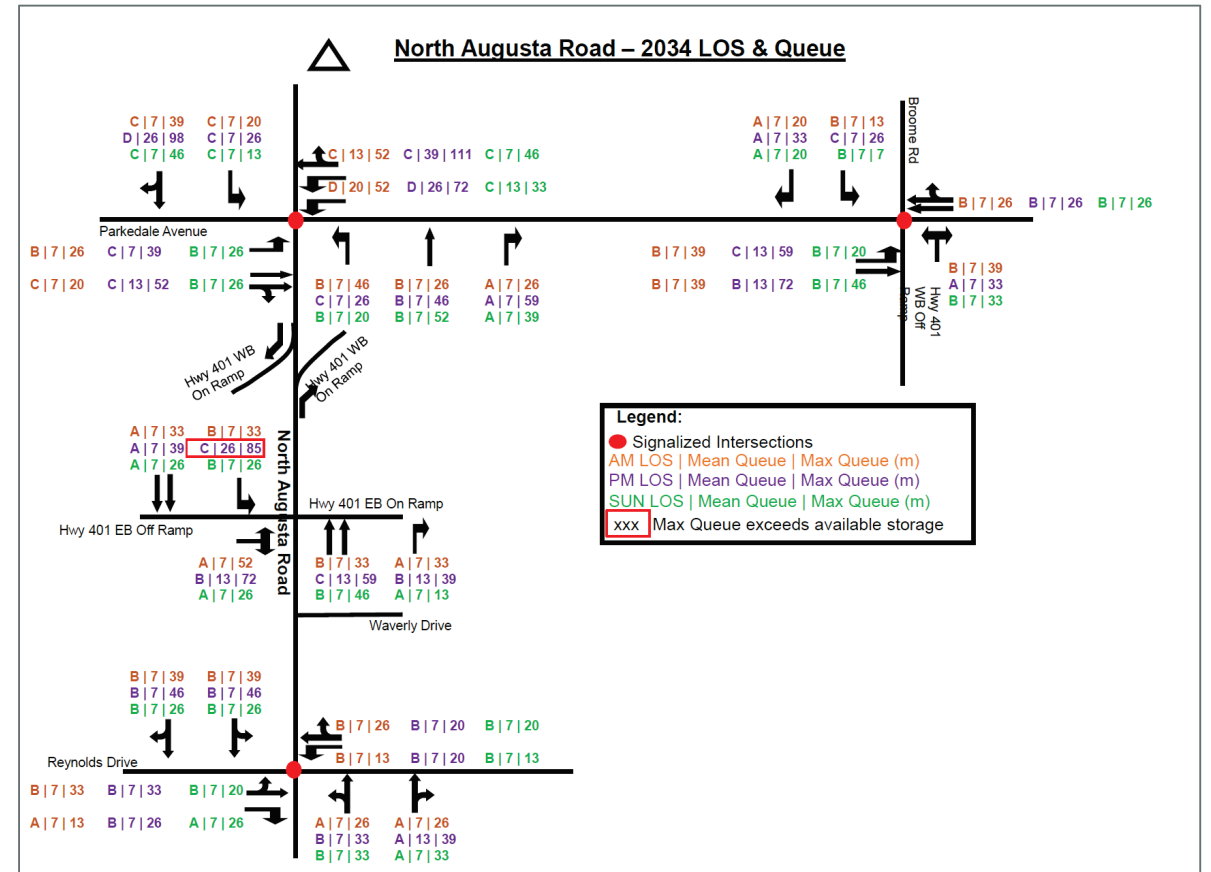 North Augusta Road – 2034 LOS & Queue
C | 7 | 39 C | 7 | 20
D | 26 | 98 C | 7 | 26
C | 7 | 46 C | 7 | 13
C | 13 | 52 C | 39 | 111 C | 7 | 46
D | 20 | 52 D | 26 | 72 C | 13 | 33
Parkedale Avenue
B | 7 | 26 C | 7 | 39 B | 7 | 26
C | 7 | 20 C | 13 | 52 B | 7 | 26
B | 7 | 46 B | 7 | 26 A | 7 | 26
C | 7 | 26 B | 7 | 46 A | 7 | 59
B | 7 | 20 B | 7 | 52 A | 7 | 39
A | 7 | 20 B | 7 | 13
A | 7 | 33 C | 7 | 26
A | 7 | 20 B | 7 | 7
Broome Rd
B | 7 | 26 B | 7 | 26 B | 7 | 26
B | 7 | 39 C | 13 | 59 B | 7 | 20
B | 7 | 39 B | 13 | 72 B | 7 | 46
B | 7 | 39
A | 7 | 33
B | 7 | 33
Hwy 401
WB Off
Ramp
Hwy 401 WB
On Ramp
Hwy 401 WB
On Ramp
A | 7 | 33 B | 7 | 33
A | 7 | 39 C | 26 | 85
A | 7 | 26 B | 7 | 26
North Augusta Road
Hwy 401 EB On Ramp
Hwy 401 EB Off Ramp
A | 7 | 52
B | 13 | 72
A | 7 | 26
B | 7 | 33 A | 7 | 33
C | 13 | 59 B | 13 | 39
B | 7 | 46 A | 7 | 13
Waverly Drive
Legend:
Signalized Intersections
AM LOS | Mean Queue | Max Queue (m)
PM LOS | Mean Queue | Max Queue (m)
SUN LOS | Mean Queue | Max Queue (m)
xxx Max Queue exceeds available storage
B | 7 | 39 B | 7 | 39
B | 7 | 46 B | 7 | 46
B | 7 | 26 B | 7 | 26
B | 7 | 26 B | 7 | 20 B | 7 | 20
B | 7 | 13 B | 7 | 20 B | 7 | 13
Reynolds Drive
B | 7 | 33 B | 7 | 33 B | 7 | 20
A | 7 | 13 B | 7 | 26 A | 7 | 26
A | 7 | 26 A | 7 | 26
B | 7 | 33 A | 13 | 39
B | 7 | 33 A | 7 | 33